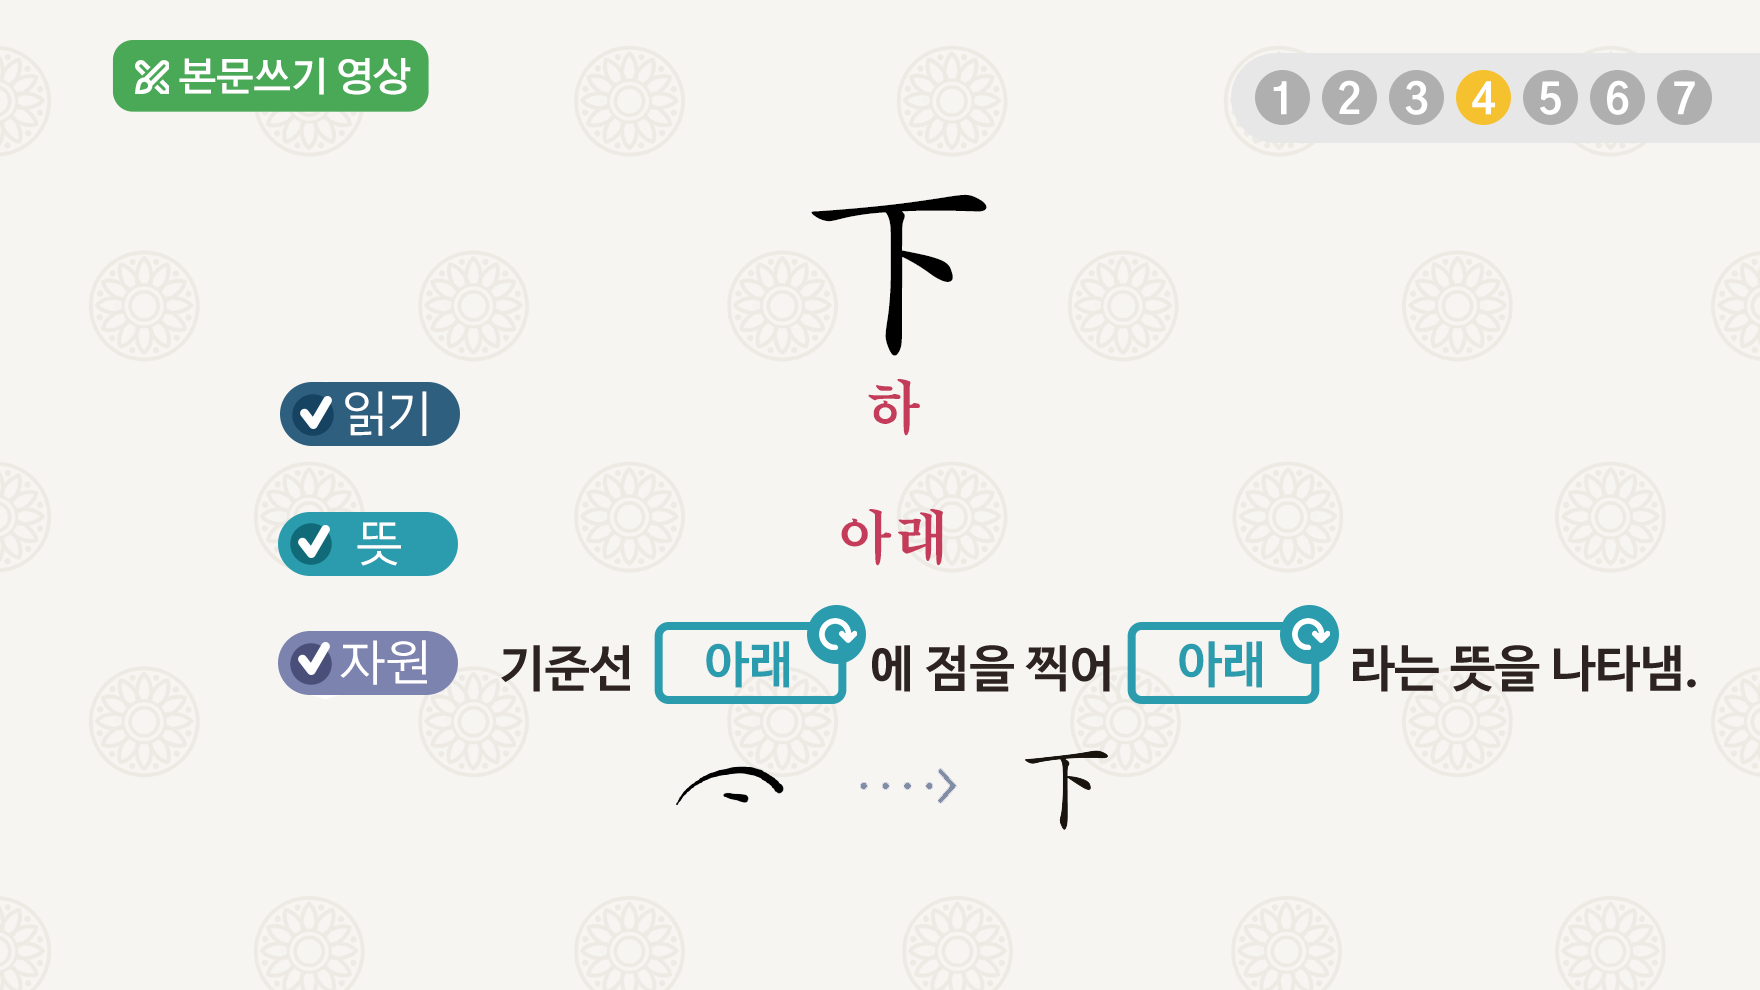 본문쓰기 영상
1 2 3 4 5 6 7
下
읽기 하
뜻 아래
자원 기준선 아래 에 점을 찍어 아래 라는 뜻을 나타냄.
下